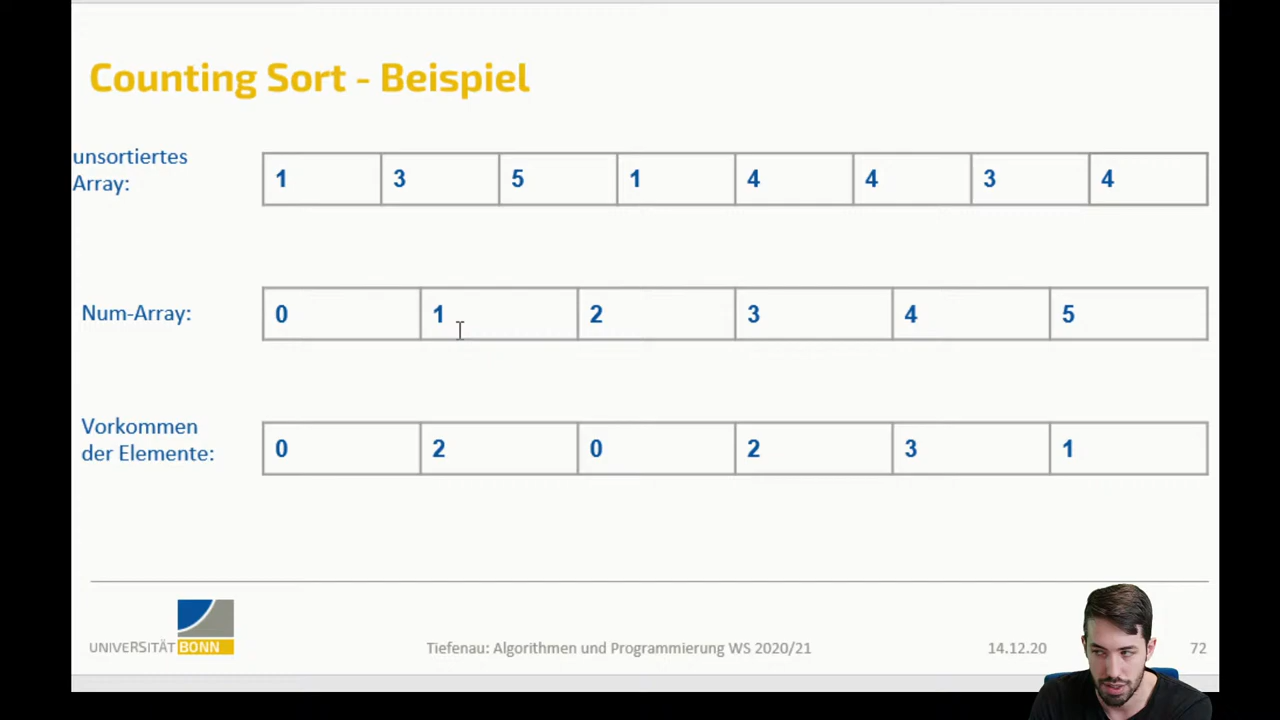 Counting Sort - Beispiel
unsortiertes
Array:
1 3 5 1 4 4 3 4
Num-Array:
0 1 2 3 4 5
Vorkommen
der Elemente:
0 2 0 2 3 1
UNIVERSITÄT BONN
Tiefenau: Algorithmen und Programmierung WS 2020/21
14.12.20
72